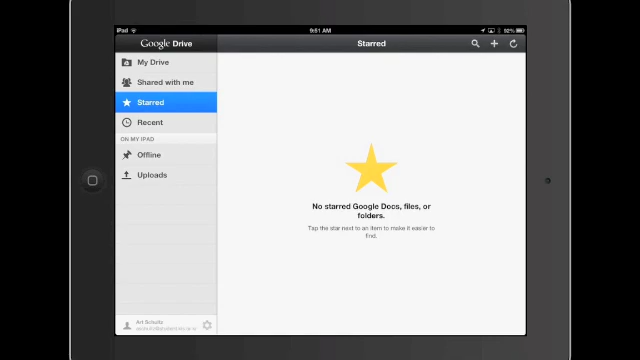 iPad 9:51 AM 92%
Google Drive Starred
My Drive
Shared with me
Starred
Recent
ON MY IPAD
Offline
Uploads
No starred Google Docs, files, or
folders.
Tap the star next to an item to make it easier to
find.
Art Schultz